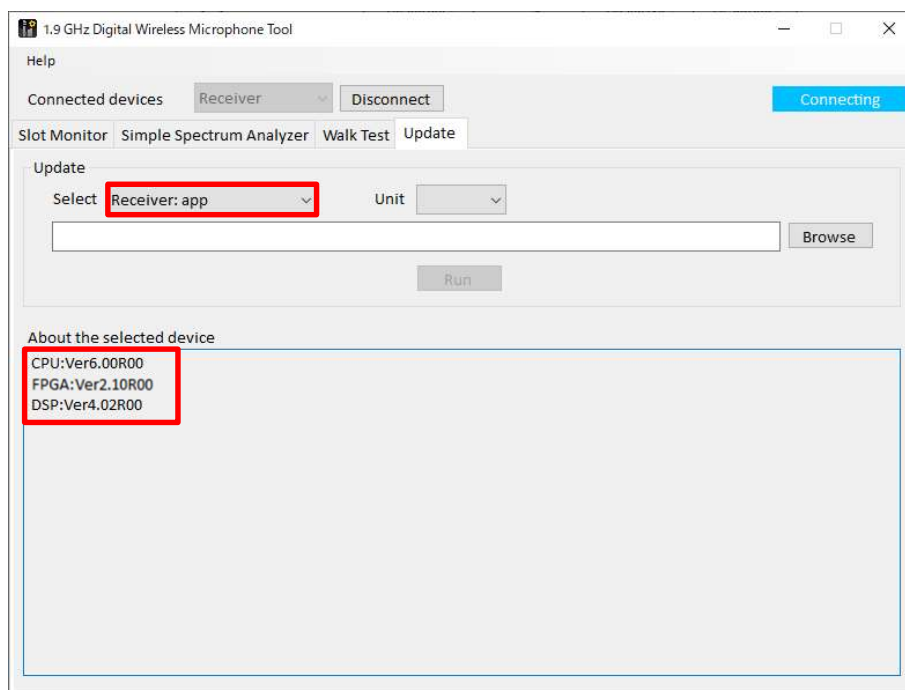 1.9 GHz Digital Wireless Microphone Tool
Help
Connected devices Receiver Disconnect Connecting
Slot Monitor Simple Spectrum Analyzer Walk Test Update
Update
Select Receiver: app Unit
Browse
Run
About the selected device
CPU:Ver6.00R00
FPGA:Ver2.10R00
DSP:Ver4.02R00